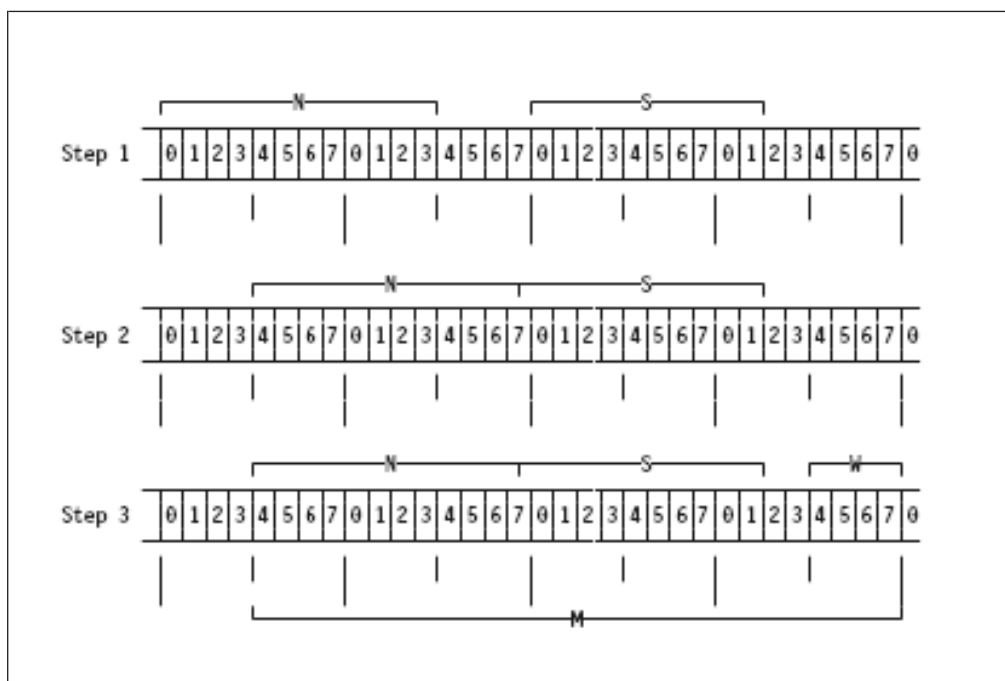 N S
Step 1 0 1 2 3 4 5 6 7 0 1 2 3 4 5 6 7 0 1 2 3 4 5 6 7 0 1 2 3 4 5 6 7 0
N S
Step 2 0 1 2 3 4 5 6 7 0 1 2 3 4 5 6 7 0 1 2 3 4 5 6 7 0 1 2 3 4 5 6 7 0
N S W
Step 3 0 1 2 3 4 5 6 7 0 1 2 3 4 5 6 7 0 1 2 3 4 5 6 7 0 1 2 3 4 5 6 7 0
M